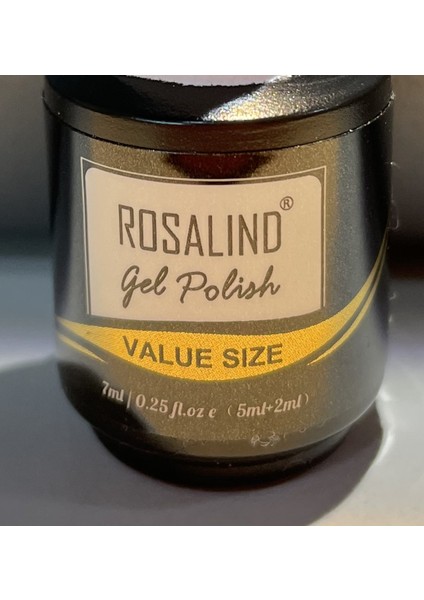 ROSALIND®
Gel Polish
VALUE SIZE
7ml / 0.25 fl.oz e (5ml+2ml)